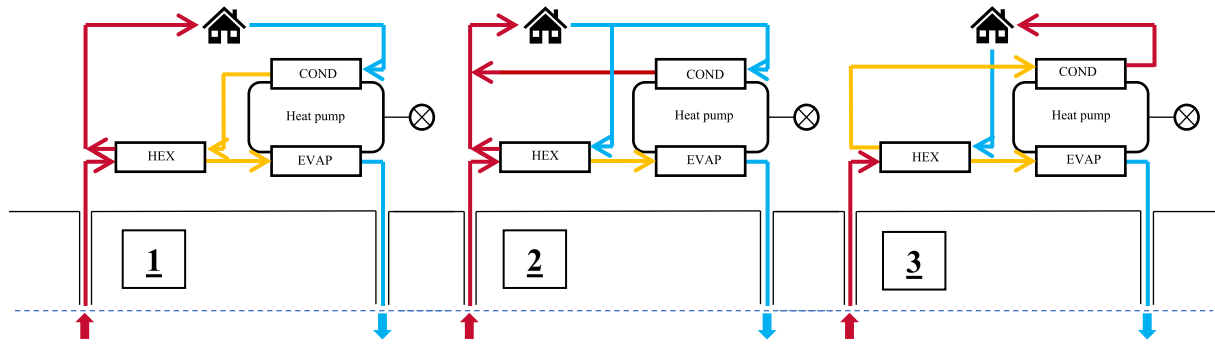 COND
Heat pump
HEX
EVAP
1
COND
Heat pump
HEX
EVAP
2
COND
Heat pump
HEX
EVAP
3